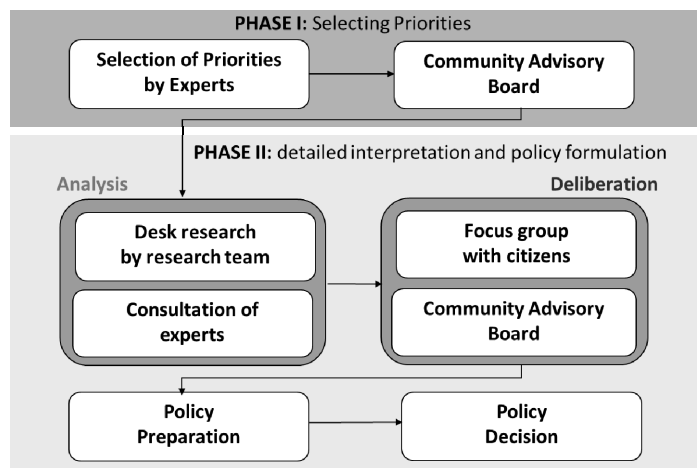 PHASE I: Selecting Priorities
Selection of Priorities
by Experts
Community Advisory
Board
PHASE II: detailed interpretation and policy formulation
Analysis
Deliberation
Desk research
by research team
Focus group
with citizens
Consultation of
experts
Community Advisory
Board
Policy
Preparation
Policy
Decision